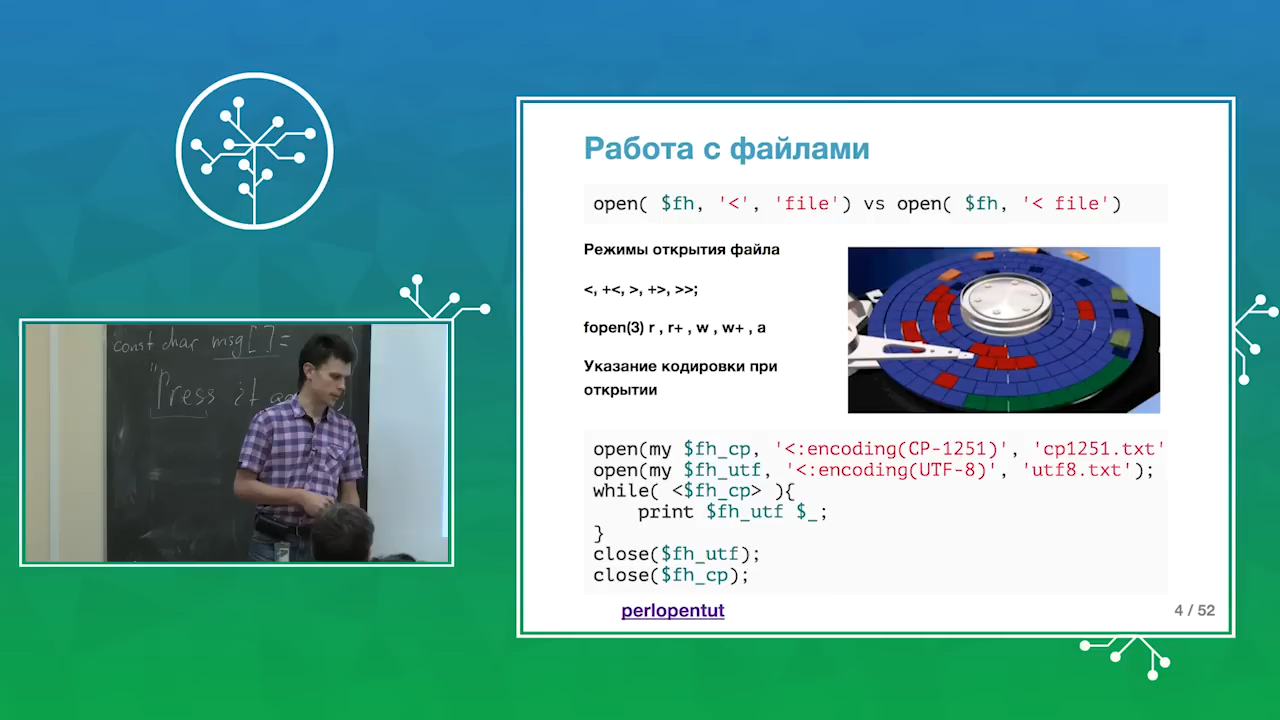 Работа с файлами
open( $fh, '<', 'file') vs open( $fh, '< file')
Режимы открытия файла
<, +<, >, +>, >>;
fopen(3) r , r+ , w , w+ , a
Указание кодировки при
открытии
open(my $fh_cp, '<:encoding(CP-1251)', 'cp1251.txt'
open(my $fh_utf, '<:encoding(UTF-8)', 'utf8.txt');
while( <$fh_cp> ){
print $fh_utf $_;
}
close($fh_utf);
close($fh_cp);
perlopentut
4 / 52
const char msg[]= {
"Press it